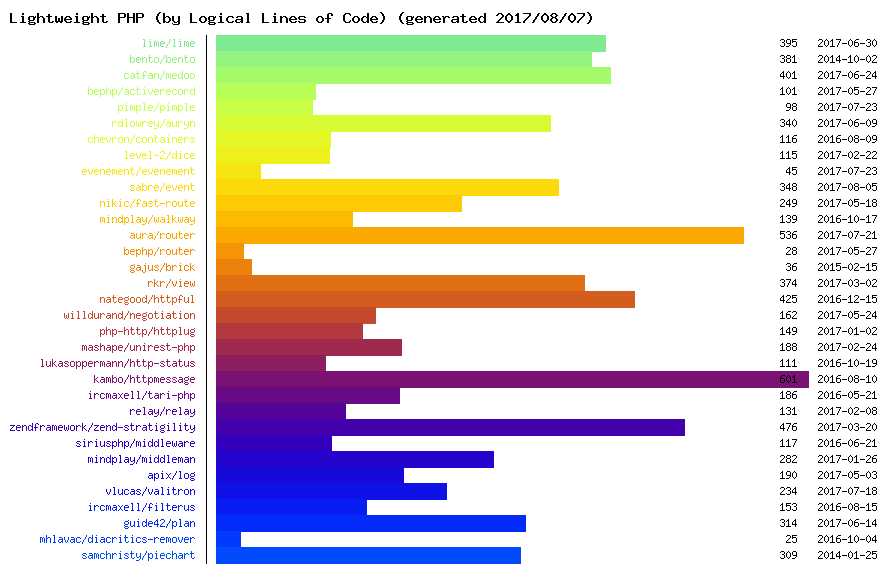 Lightweight PHP (by Logical Lines of Code) (generated 2017/08/07)
lime/lime 395 2017-06-30
bento/bento 381 2014-10-02
catfan/medoo 401 2017-06-24
bephp/activerecord 101 2017-05-27
pimple/pimple 98 2017-07-23
rdlowrey/auryn 340 2017-06-09
chevron/containers 116 2016-08-09
level-2/dice 115 2017-02-22
evenement/evenement 45 2017-07-23
sabre/event 348 2017-08-05
nikic/fast-route 249 2017-05-18
mindplay/walkway 139 2016-10-17
aura/router 536 2017-07-21
bephp/router 28 2017-05-27
gajus/brick 36 2015-02-15
rkr/view 374 2017-03-02
nategood/httpful 425 2016-12-15
willdurand/negotiation 162 2017-05-24
php-http/httplug 149 2017-01-02
mashape/unirest-php 188 2017-02-24
lukasoppermann/http-status 111 2016-10-19
kambo/httpmessage 601 2016-08-10
ircmaxell/tari-php 186 2016-05-21
relay/relay 131 2017-02-08
zendframework/zend-stratigility 476 2017-03-20
siriusphp/middleware 117 2016-06-21
mindplay/middleman 282 2017-01-26
apix/log 190 2017-05-03
vlucas/valitron 234 2017-07-18
ircmaxell/filterus 153 2016-08-15
guide42/plan 314 2017-06-14
mhlavac/diacritics-remover 25 2016-10-04
samchristy/piechart 309 2014-01-25